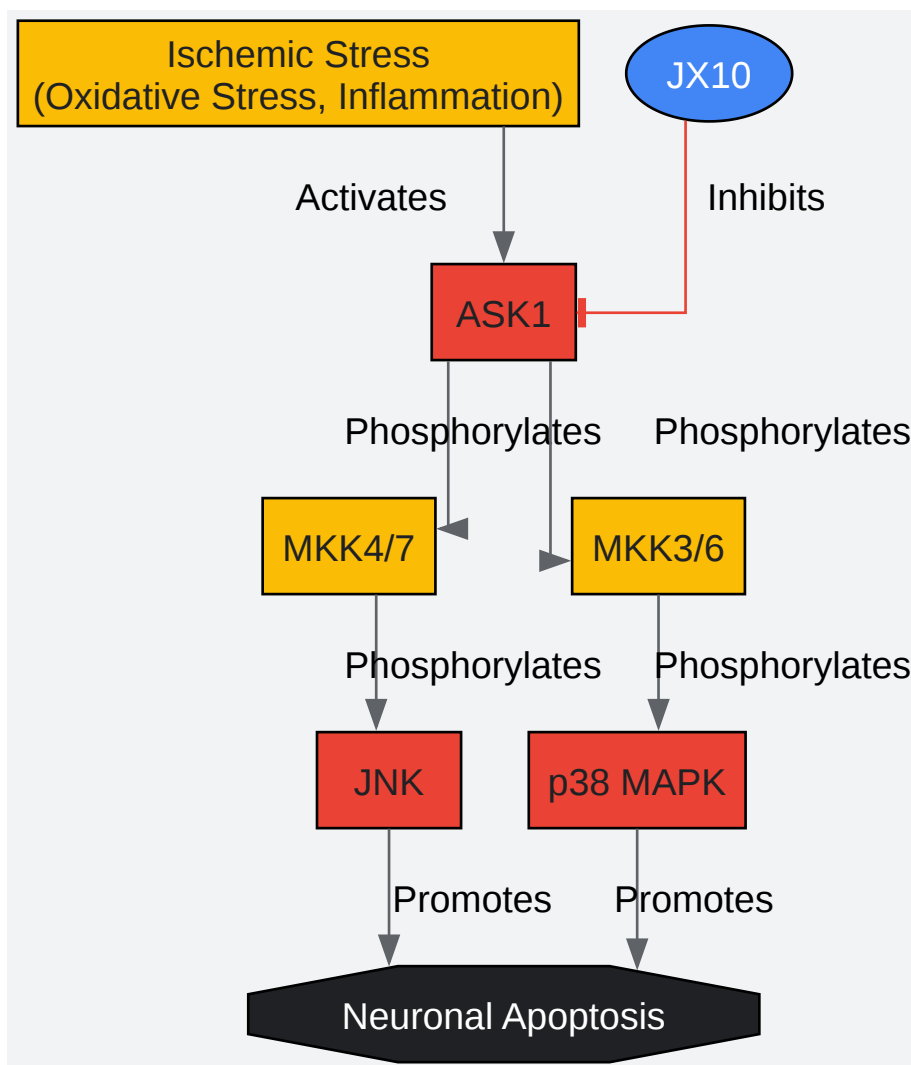 Ischemic Stress
(Oxidative Stress, Inflammation)
JX10
Activates
Inhibits
ASK1
Phosphorylates
Phosphorylates
MKK4/7
MKK3/6
Phosphorylates
Phosphorylates
JNK
p38 MAPK
Promotes
Promotes
Neuronal Apoptosis